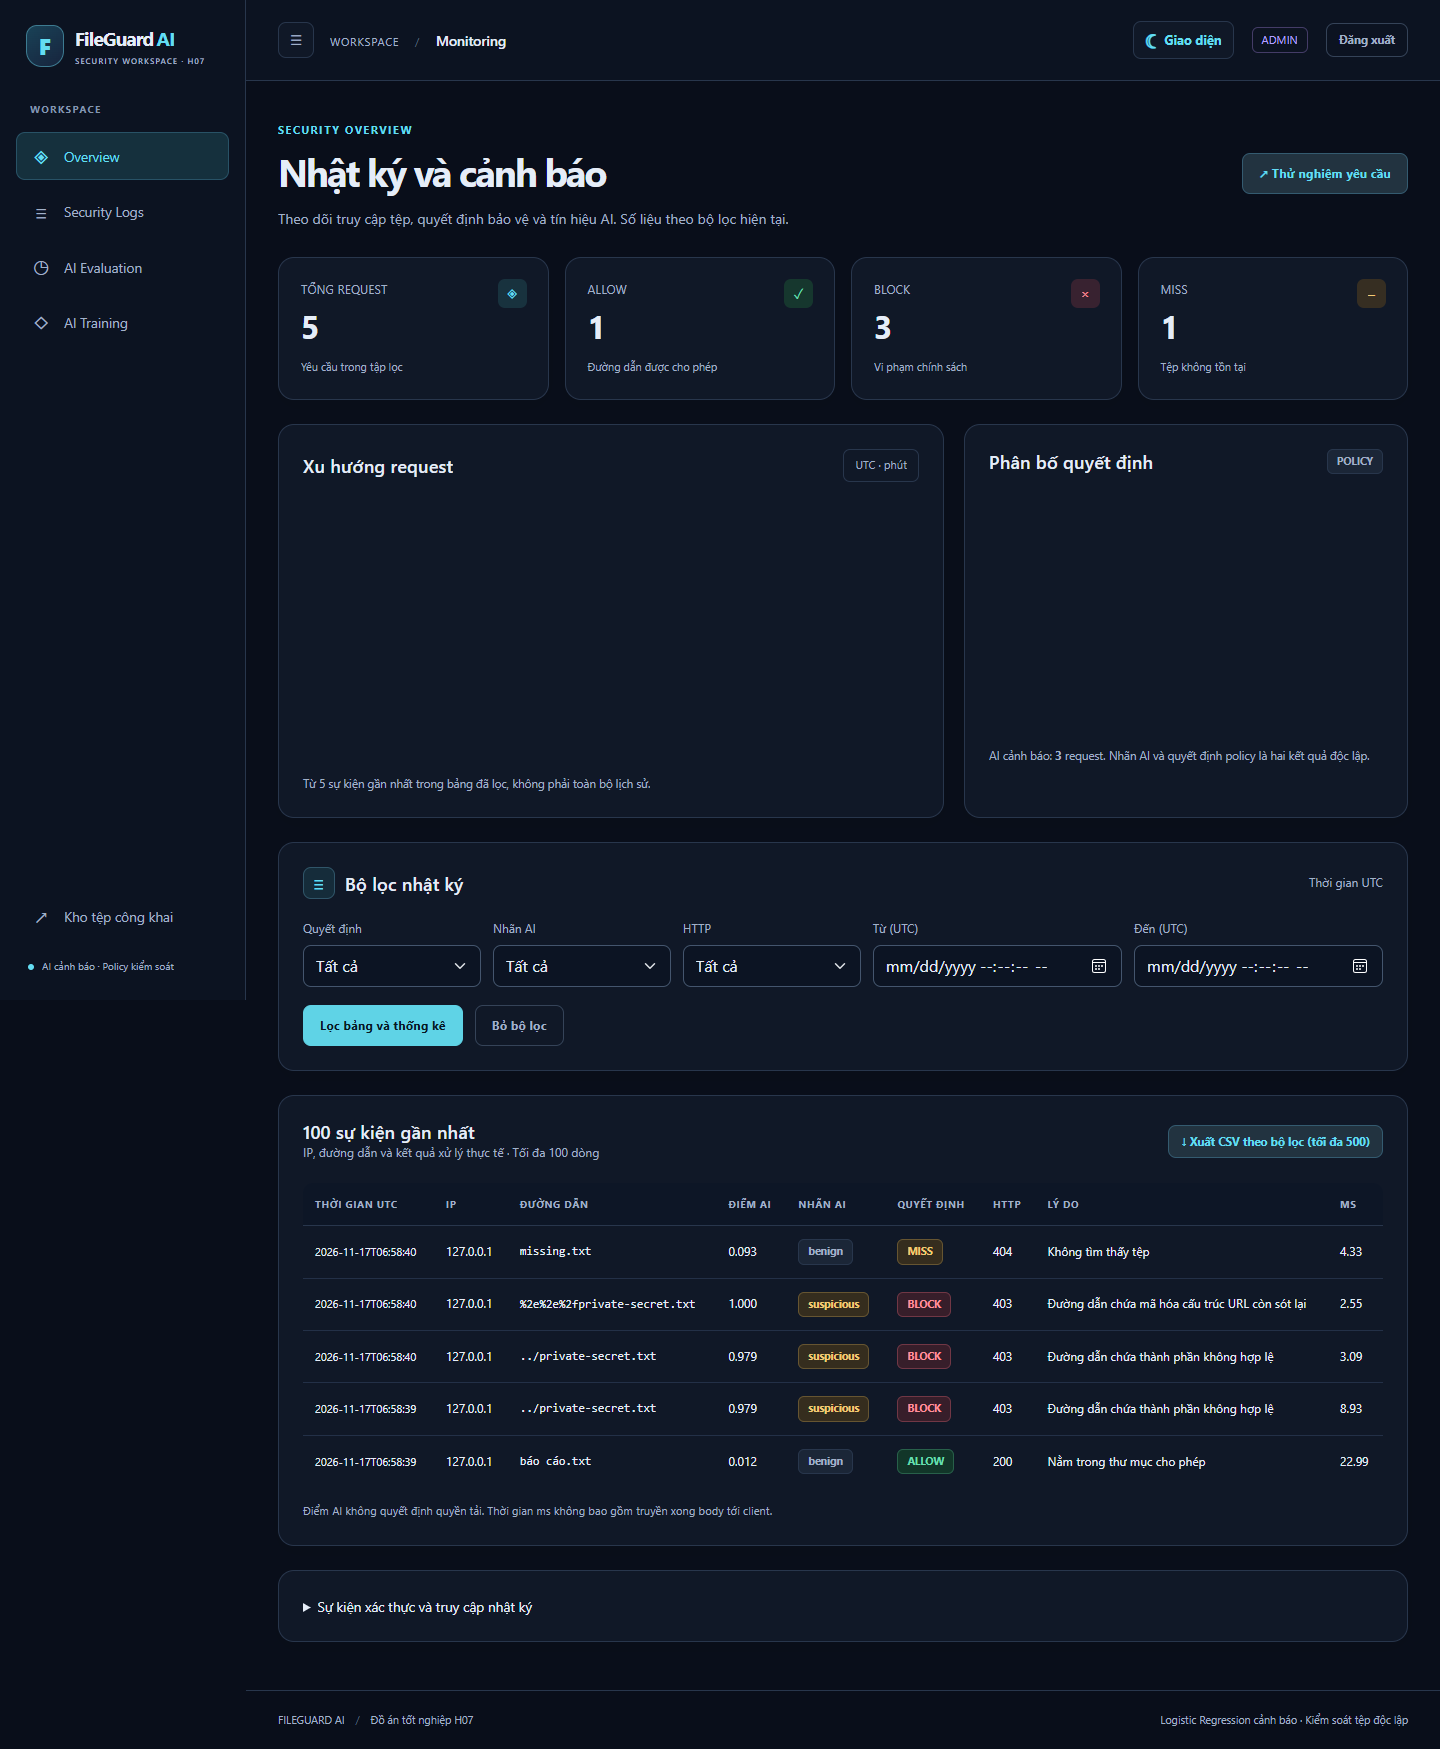 F
FileGuard AI
SECURITY WORKSPACE · H07
WORKSPACE
Overview
Security Logs
AI Evaluation
AI Training
Kho tệp công khai
AI cảnh báo · Policy kiểm soát
WORKSPACE / Monitoring
Giao diện
ADMIN
Đăng xuất
SECURITY OVERVIEW
Nhật ký và cảnh báo
↗ Thử nghiệm yêu cầu
Theo dõi truy cập tệp, quyết định bảo vệ và tín hiệu AI. Số liệu theo bộ lọc hiện tại.
TỔNG REQUEST
5
Yêu cầu trong tập lọc
ALLOW
1
Đường dẫn được cho phép
BLOCK
3
Vi phạm chính sách
MISS
1
Tệp không tồn tại
Xu hướng request
UTC · phút
Từ 5 sự kiện gần nhất trong bảng đã lọc, không phải toàn bộ lịch sử.
Phân bố quyết định
POLICY
AI cảnh báo: 3 request. Nhãn AI và quyết định policy là hai kết quả độc lập.
Bộ lọc nhật ký
Thời gian UTC
Quyết định Nhãn AI HTTP Từ (UTC) Đến (UTC)
Tất cả Tất cả Tất cả mm/dd/yyyy --:--:-- -- mm/dd/yyyy --:--:-- --
Lọc bảng và thống kê Bỏ bộ lọc
100 sự kiện gần nhất
IP, đường dẫn và kết quả xử lý thực tế · Tối đa 100 dòng
↓ Xuất CSV theo bộ lọc (tối đa 500)
THỜI GIAN UTC IP ĐƯỜNG DẪN ĐIỂM AI NHÃN AI QUYẾT ĐỊNH HTTP LÝ DO MS
2026-11-17T06:58:40 127.0.0.1 missing.txt 0.093 benign MISS 404 Không tìm thấy tệp 4.33
2026-11-17T06:58:40 127.0.0.1 %2e%2e%2fprivate-secret.txt 1.000 suspicious BLOCK 403 Đường dẫn chứa mã hóa cấu trúc URL còn sót lại 2.55
2026-11-17T06:58:40 127.0.0.1 ../private-secret.txt 0.979 suspicious BLOCK 403 Đường dẫn chứa thành phần không hợp lệ 3.09
2026-11-17T06:58:39 127.0.0.1 ../private-secret.txt 0.979 suspicious BLOCK 403 Đường dẫn chứa thành phần không hợp lệ 8.93
2026-11-17T06:58:39 127.0.0.1 báo cáo.txt 0.012 benign ALLOW 200 Nằm trong thư mục cho phép 22.99
Điểm AI không quyết định quyền tải. Thời gian ms không bao gồm truyền xong body tới client.
▶ Sự kiện xác thực và truy cập nhật ký
FILEGUARD AI / Đồ án tốt nghiệp H07
Logistic Regression cảnh báo · Kiểm soát tệp độc lập